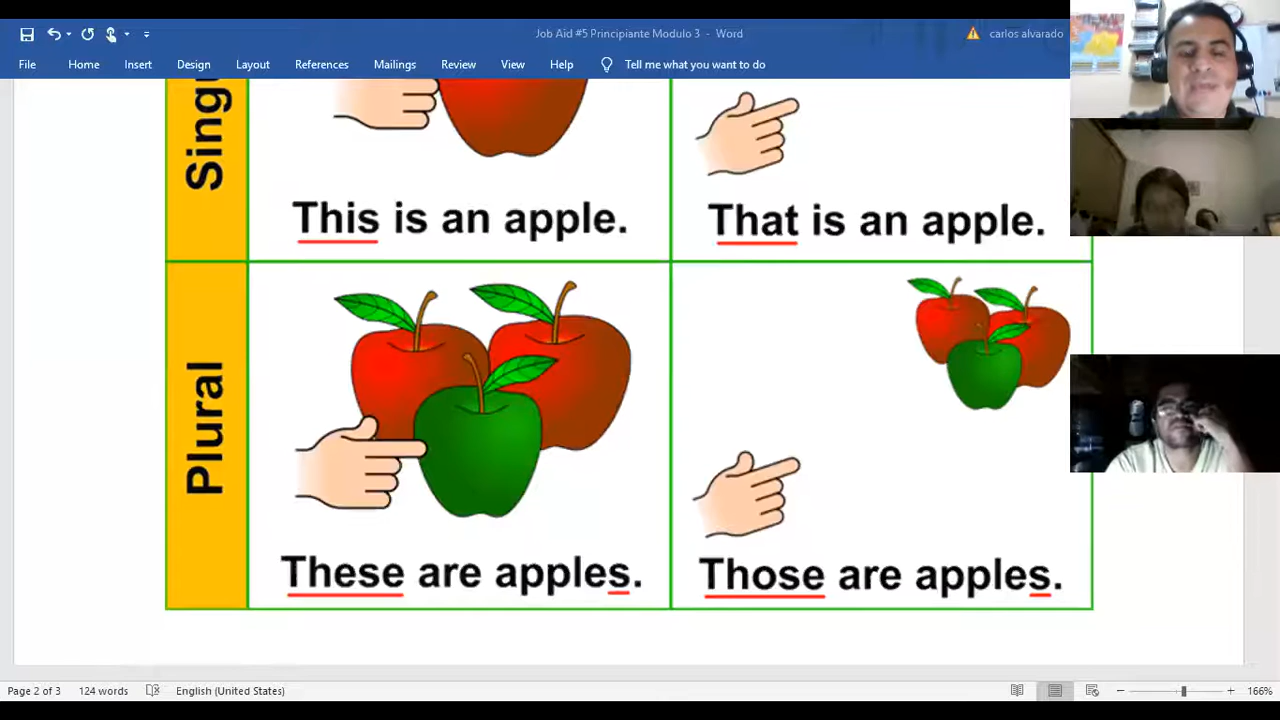 Job Aid #5 Principiante Modulo 3 - Word
carlos alvarado
File Home Insert Design Layout References Mailings Review View Help Tell me what you want to do
This is an apple.
That is an apple.
Plural
These are apples.
Those are apples.
Page 2 of 3 124 words English (United States) 166%